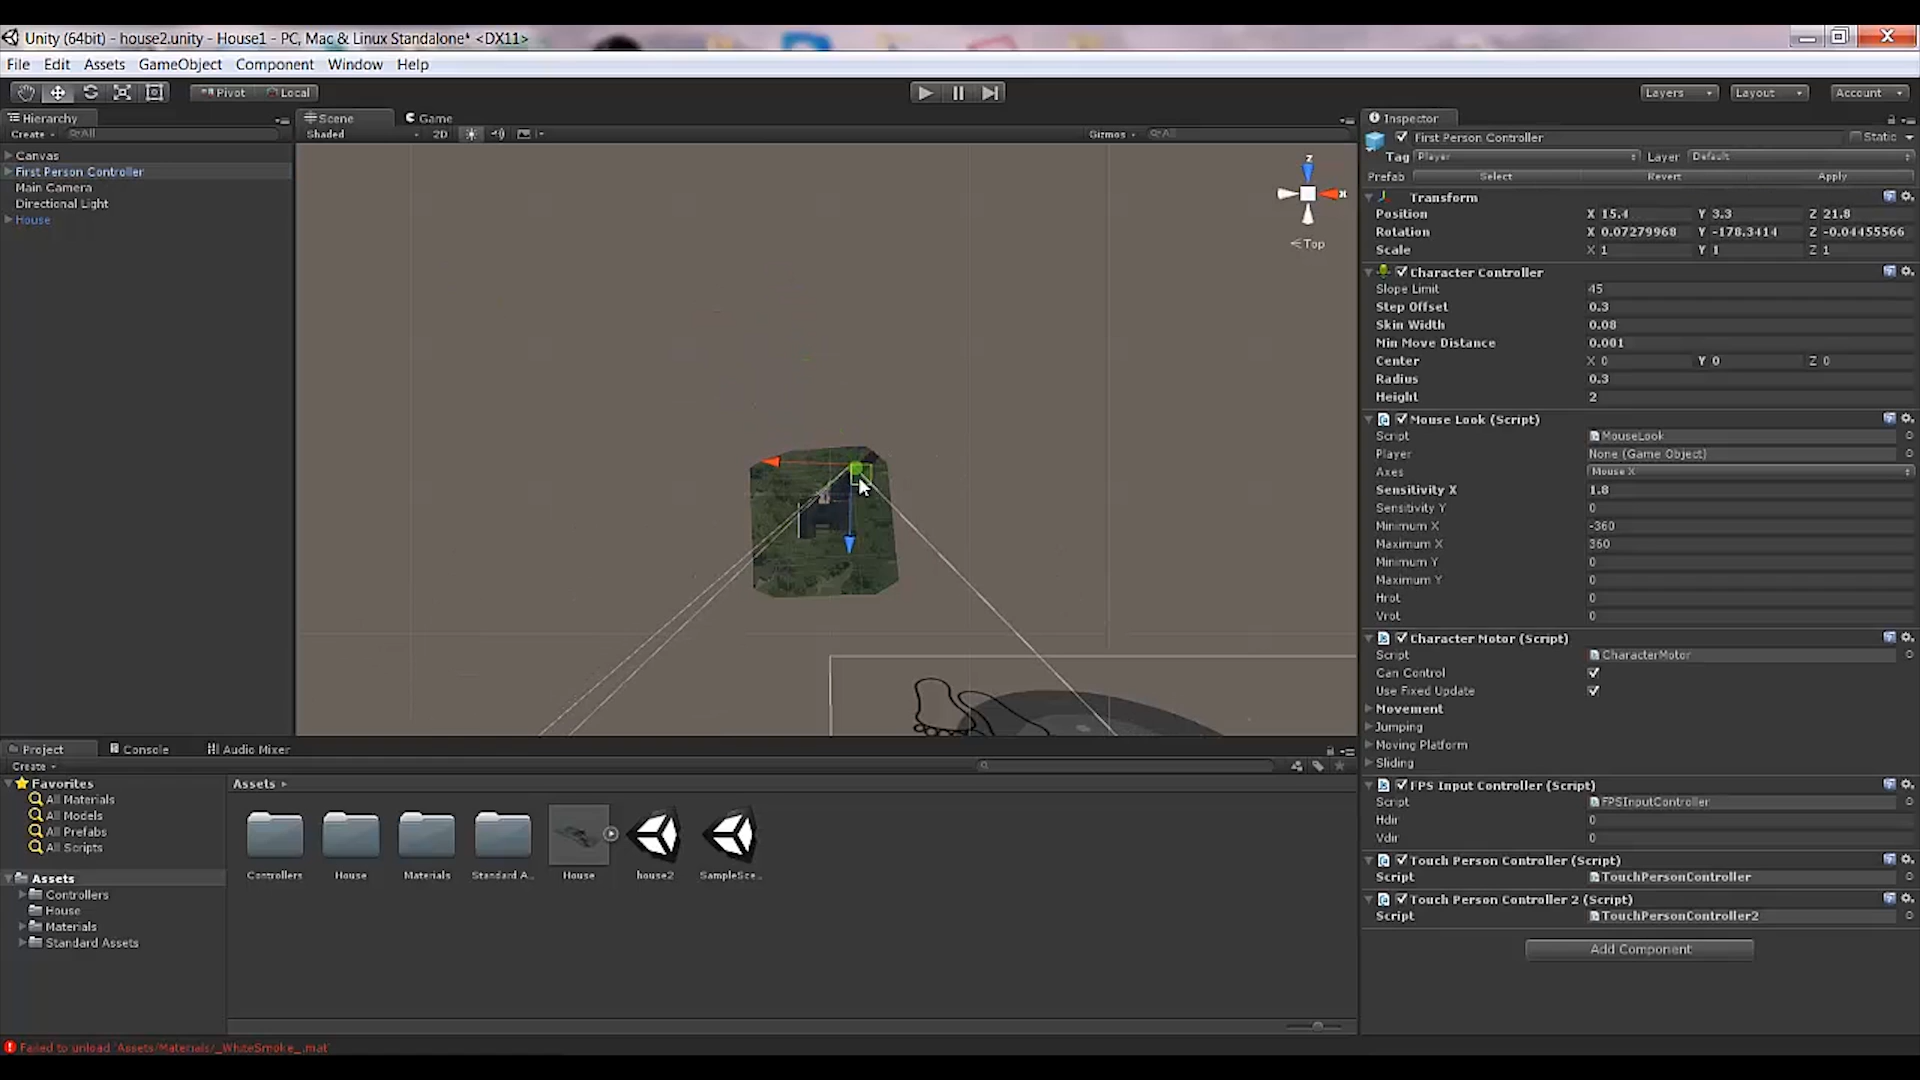 Unity (64bit) - house2.unity - House1 - PC, Mac & Linux Standalone* <DX11>
File Edit Assets GameObject Component Window Help
Pivot Local Layers Layout Account
Hierarchy
Create All
Canvas
First Person Controller
Main Camera
Directional Light
House
Scene Game
Shaded 2D Gizmos All
z
x
Top
Inspector
First Person Controller Static
Tag Player Layer Default
Prefab Select Revert Apply
Transform
Position X 15.4 Y 3.3 Z 21.8
Rotation X 0.07279968 Y -178.3414 Z -0.04455566
Scale X 1 Y 1 Z 1
Character Controller
Slope Limit 45
Step Offset 0.3
Skin Width 0.08
Min Move Distance 0.001
Center X 0 Y 0 Z 0
Radius 0.3
Height 2
Mouse Look (Script)
Script MouseLook
Player None (Game Object)
Axes Mouse X
Sensitivity X 1.8
Sensitivity Y 0
Minimum X -360
Maximum X 360
Minimum Y 0
Maximum Y 0
Hrot 0
Vrot 0
Character Motor (Script)
Script CharacterMotor
Can Control
Use Fixed Update
Movement
Jumping
Moving Platform
Sliding
FPS Input Controller (Script)
Script FPSInputController
Hdir 0
Vdir 0
Touch Person Controller (Script)
Script TouchPersonController
Touch Person Controller 2 (Script)
Script TouchPersonController2
Add Component
Project Console Audio Mixer
Create
Favorites
All Materials
All Models
All Prefabs
All Scripts
Assets
Controllers
House
Materials
Standard Assets
Assets
Controllers House Materials Standard A... House house2 SampleSce...
Failed to unload 'Assets/Materials/_WhiteSmoke_.mat'